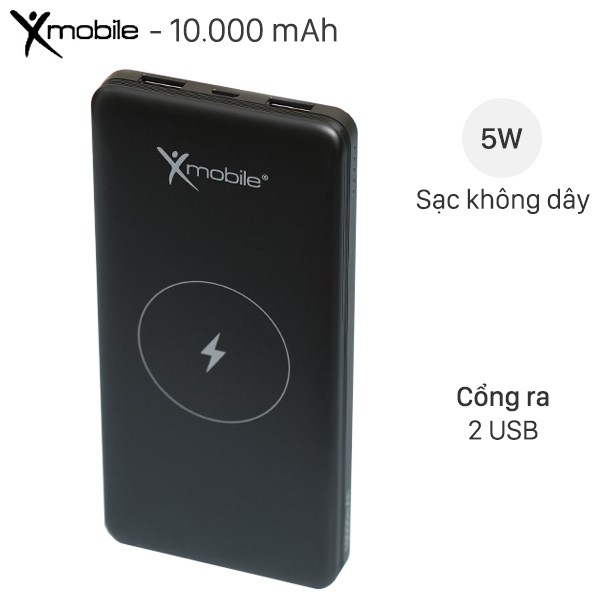 Xmobile - 10.000 mAh
Xmobile®
5W
Sạc không dây
Cổng ra
2 USB